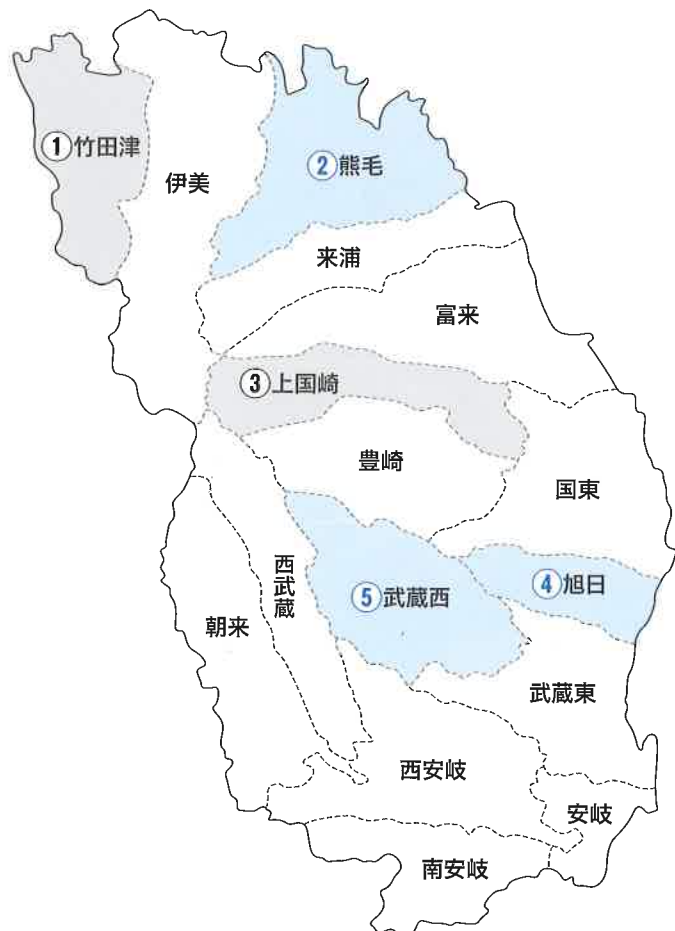 ①竹田津
伊美
②熊毛
来浦
富来
③上国崎
豊崎
国東
西武蔵
④旭日
⑤武蔵西
朝来
武蔵東
西安岐
安岐
南安岐